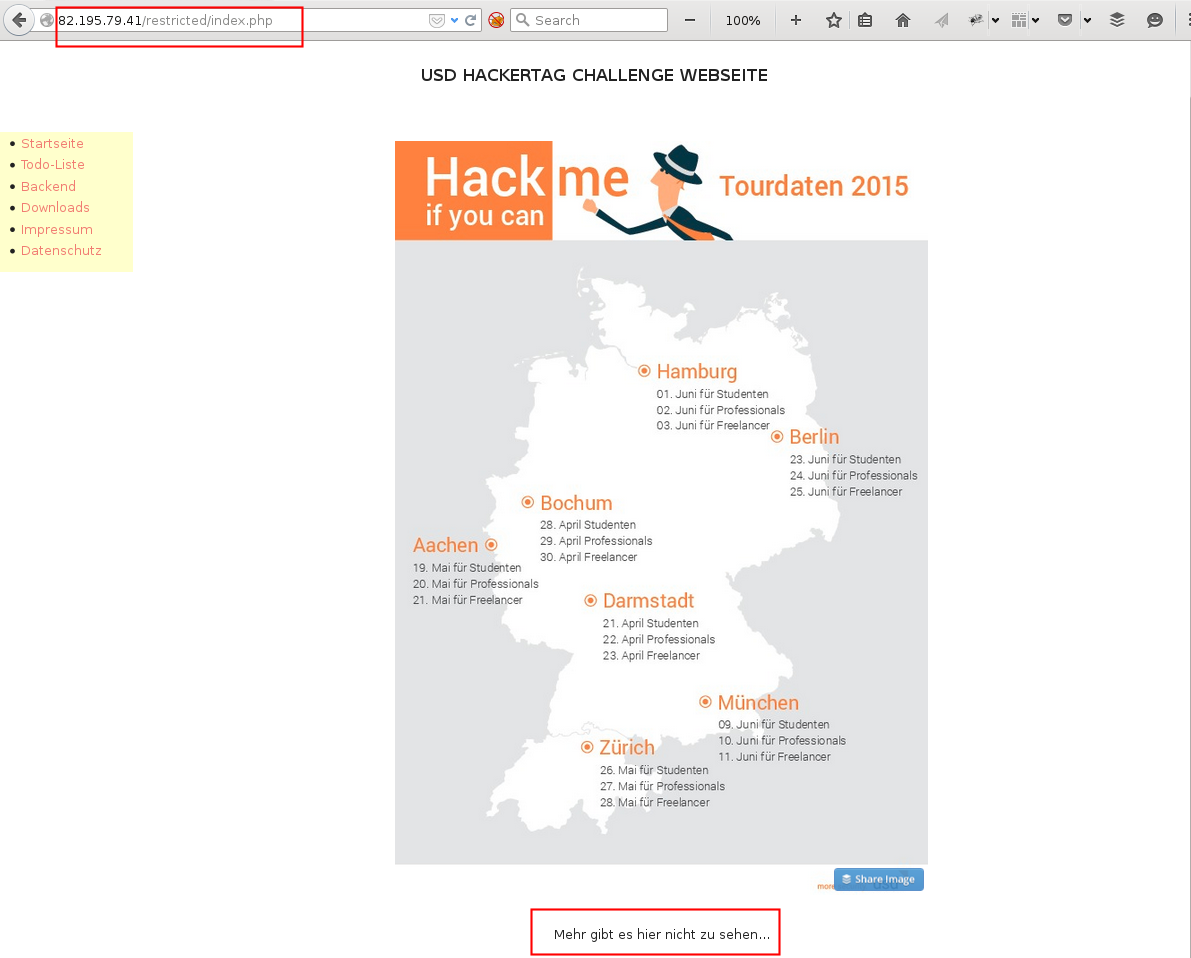 82.195.79.41/restricted/index.php
Search
100%
USD HACKERTAG CHALLENGE WEBSEITE
Startseite
Todo-Liste
Backend
Downloads
Impressum
Datenschutz
Hack me
if you can
Tourdaten 2015
Hamburg
01. Juni für Studenten
02. Juni für Professionals
03. Juni für Freelancer
Berlin
23. Juni für Studenten
24. Juni für Professionals
25. Juni für Freelancer
Bochum
28. April Studenten
29. April Professionals
30. April Freelancer
Aachen
19. Mai für Studenten
20. Mai für Professionals
21. Mai für Freelancer
Darmstadt
21. April Studenten
22. April Professionals
23. April Freelancer
München
09. Juni für Studenten
10. Juni für Professionals
11. Juni für Freelancer
Zürich
26. Mai für Studenten
27. Mai für Professionals
28. Mai für Freelancer
more
Share Image
Mehr gibt es hier nicht zu sehen...